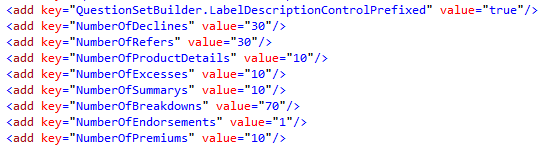 <add key="QuestionSetBuilder.LabelDescriptionControlPrefixed" value="true"/>
<add key="NumberOfDeclines" value="30"/>
<add key="NumberOfRefers" value="30"/>
<add key="NumberOfProductDetails" value="10"/>
<add key="NumberOfExcesses" value="10"/>
<add key="NumberOfSummarys" value="10"/>
<add key="NumberOfBreakdowns" value="70"/>
<add key="NumberOfEndorsements" value="1"/>
<add key="NumberOfPremiums" value="10"/>